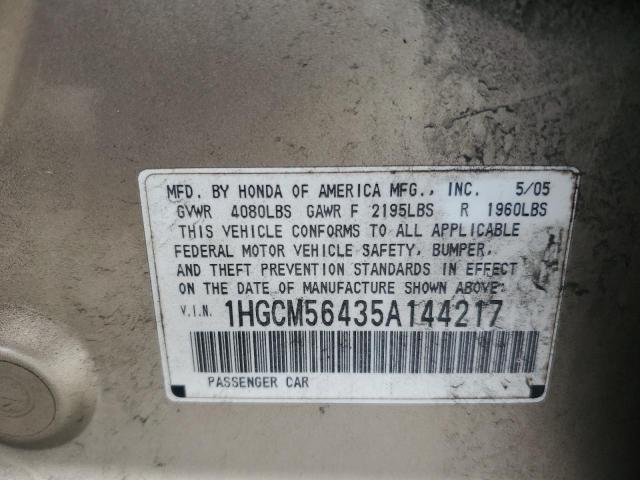 MFD. BY HONDA OF AMERICA MFG., INC. 5/05
GVWR 4080LBS GAWR F 2195LBS R 1960LBS
THIS VEHICLE CONFORMS TO ALL APPLICABLE
FEDERAL MOTOR VEHICLE SAFETY, BUMPER,
AND THEFT PREVENTION STANDARDS IN EFFECT
ON THE DATE OF MANUFACTURE SHOWN ABOVE.
V.I.N. 1HGCM56435A144217
PASSENGER CAR